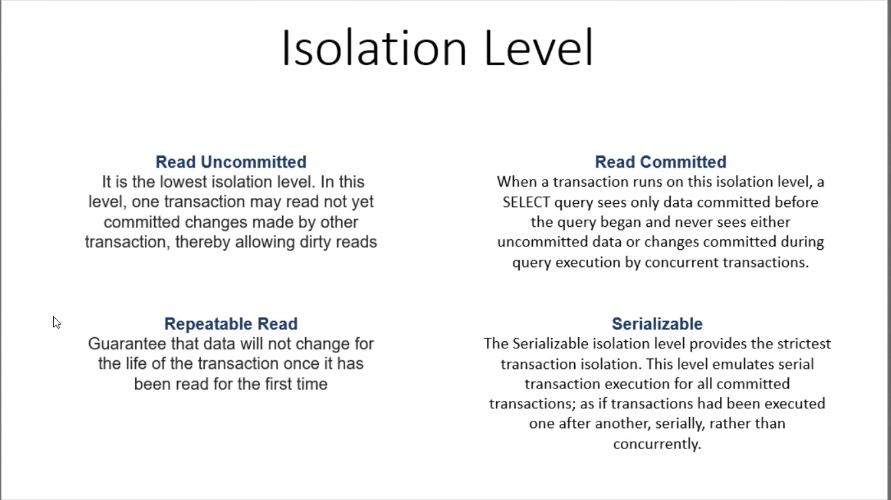 Isolation Level
Read Uncommitted
It is the lowest isolation level. In this
level, one transaction may read not yet
committed changes made by other
transaction, thereby allowing dirty reads
Read Committed
When a transaction runs on this isolation level, a
SELECT query sees only data committed before
the query began and never sees either
uncommitted data or changes committed during
query execution by concurrent transactions.
Repeatable Read
Guarantee that data will not change for
the life of the transaction once it has
been read for the first time
Serializable
The Serializable isolation level provides the strictest
transaction isolation. This level emulates serial
transaction execution for all committed
transactions; as if transactions had been executed
one after another, serially, rather than
concurrently.